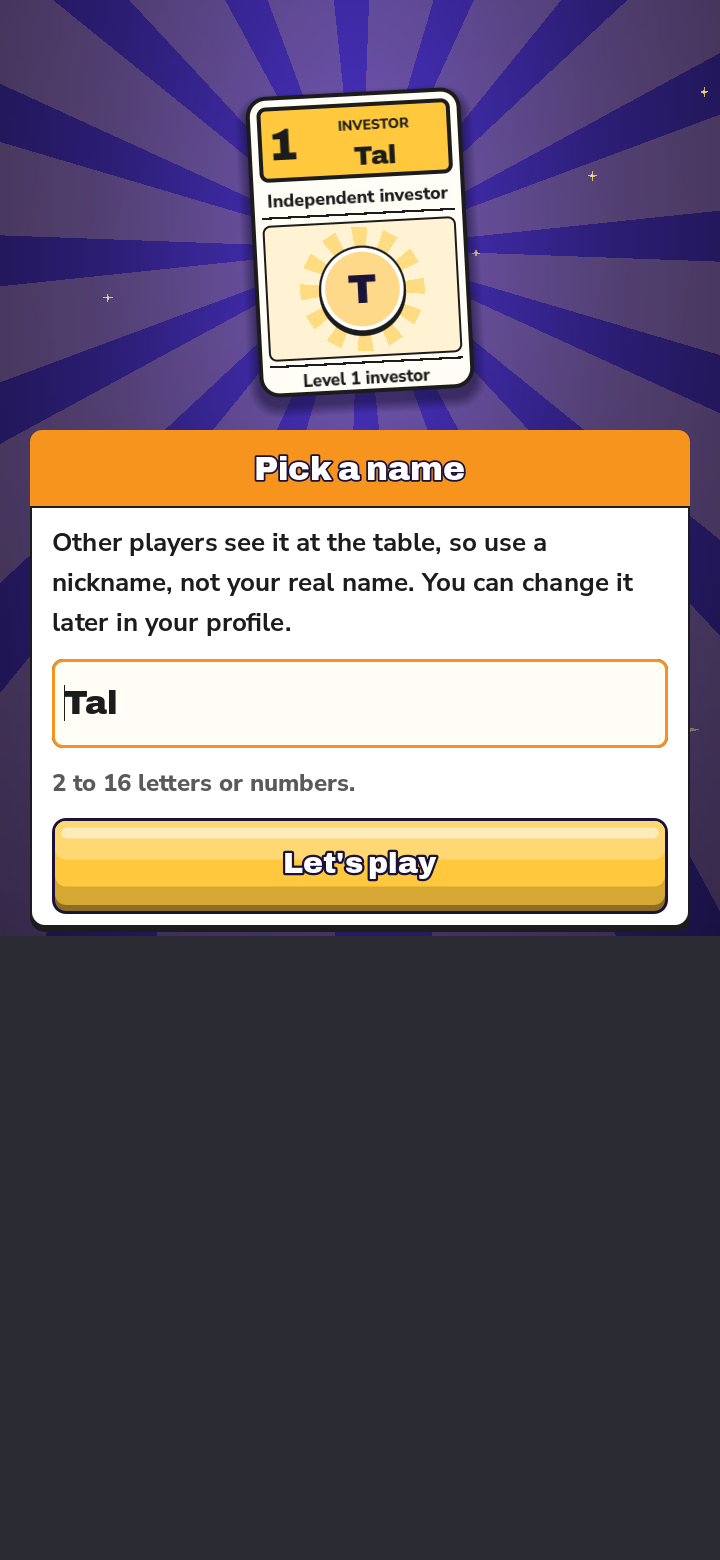 1
INVESTOR
Tal
Independent investor
T
Level 1 investor
Pick a name
Other players see it at the table, so use a
nickname, not your real name. You can change it
later in your profile.
Tal
2 to 16 letters or numbers.
Let's play